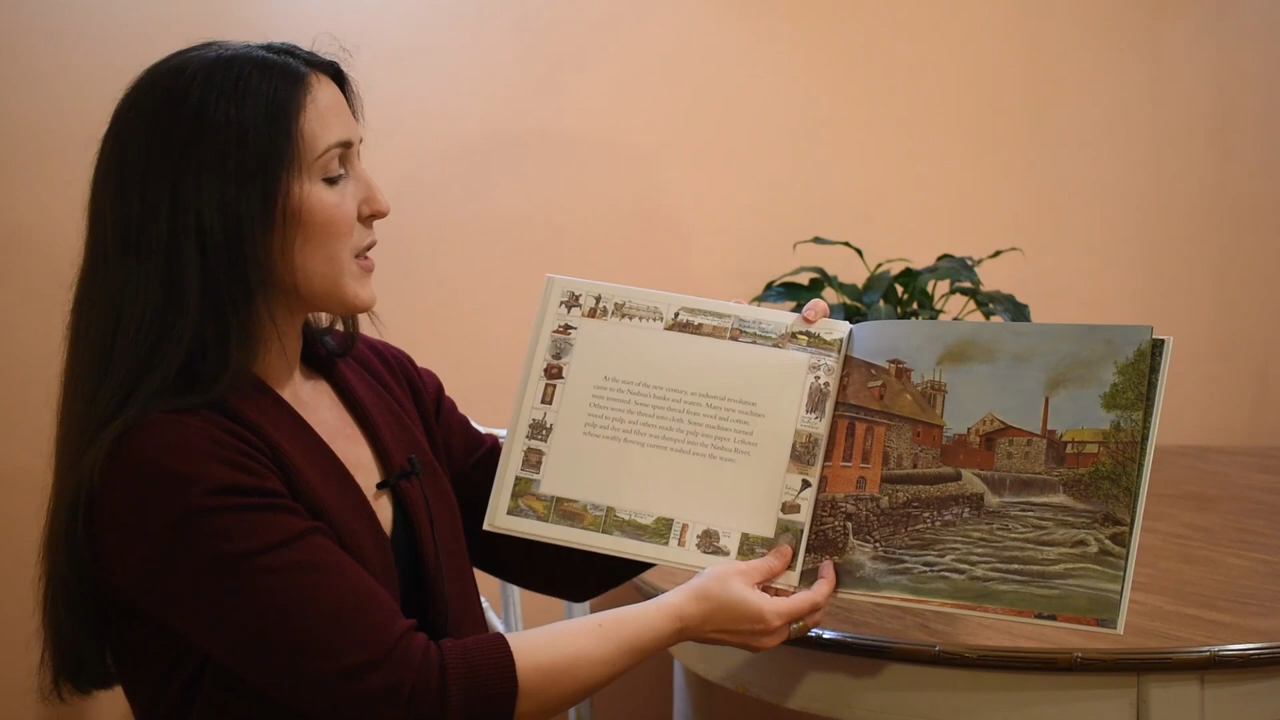 At the start of the new century, an industrial revolution
came to the Nashua's banks and waters. Many new machines
were invented. Some spun thread from wool and cotton.
Others wove the thread into cloth. Some machines turned
wood to pulp, and others made the pulp into paper. Leftover
pulp and dye and fiber was dumped into the Nashua River,
whose swiftly flowing current washed away the waste.